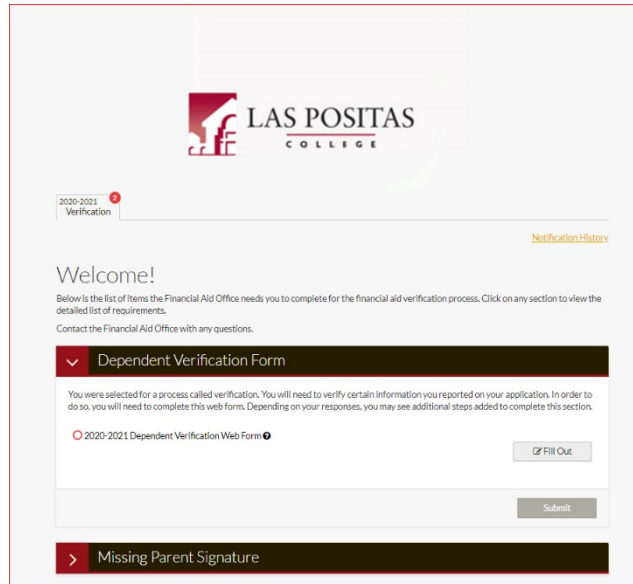 LAS POSITAS
COLLEGE
2020-2021 2
Verification
Notification History
Welcome!
Below is the list of items the Financial Aid Office needs you to complete for the financial aid verification process. Click on any section to view the
detailed list of requirements.
Contact the Financial Aid Office with any questions.
Dependent Verification Form
You were selected for a process called verification. You will need to verify certain information you reported on your application. In order to
do so, you will need to complete this web form. Depending on your responses, you may see additional steps added to complete this section.
2020-2021 Dependent Verification Web Form ?
Fill Out
Submit
Missing Parent Signature